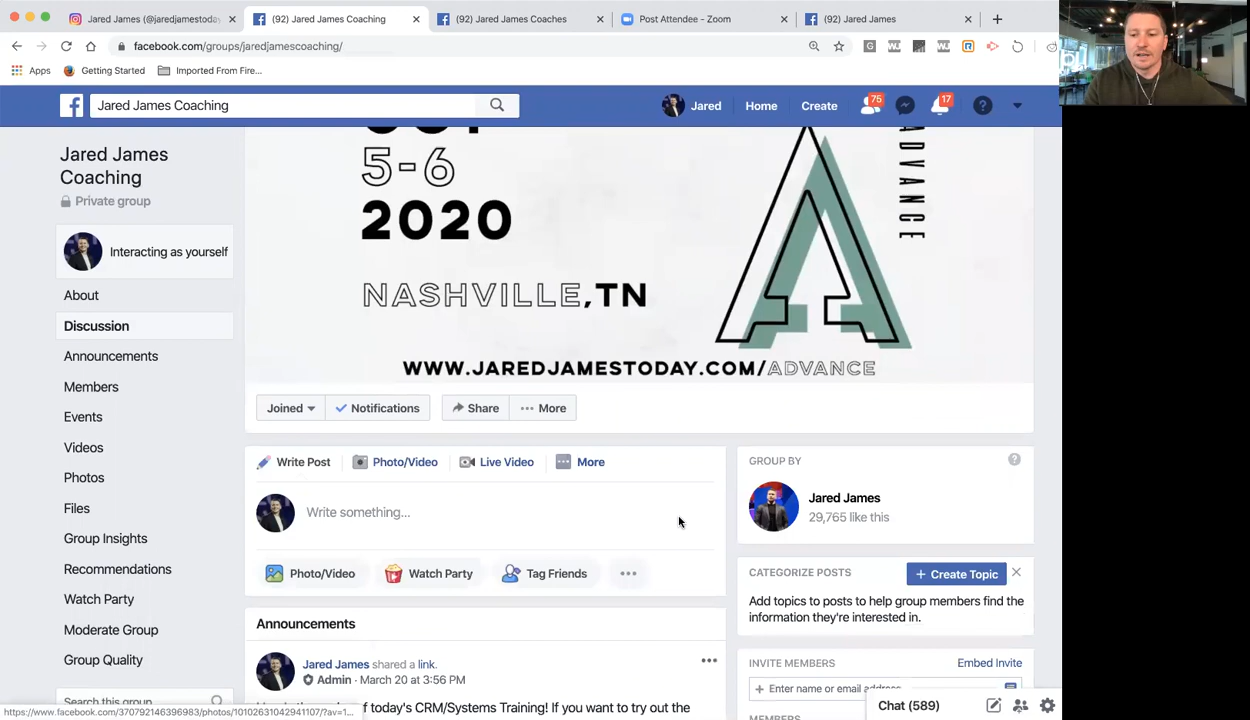 Jared James (@jaredjamestoday
(92) Jared James Coaching
(92) Jared James Coaches
Post Attendee - Zoom
(92) Jared James
facebook.com/groups/jaredjamescoaching/
Apps
Getting Started
Imported From Fire...
Jared James Coaching
Jared
Home
Create
75
17
Jared James
Coaching
Private group
Interacting as yourself
About
Discussion
Announcements
Members
Events
Videos
Photos
Files
Group Insights
Recommendations
Watch Party
Moderate Group
Group Quality
Search this group
5-6
2020
NASHVILLE,TN
ADVANCE
WWW.JAREDJAMESTODAY.COM/ADVANCE
Joined
Notifications
Share
More
Write Post
Photo/Video
Live Video
More
Write something...
Photo/Video
Watch Party
Tag Friends
Announcements
Jared James shared a link.
Admin · March 20 at 3:56 PM
of today's CRM/Systems Training! If you want to try out the
GROUP BY
Jared James
29,765 like this
CATEGORIZE POSTS
+ Create Topic
Add topics to posts to help group members find the
information they're interested in.
INVITE MEMBERS
Embed Invite
+ Enter name or email address...
MEMBERS
Chat (589)
https://www.facebook.com/370792146396983/photos/10102631042941107/?av=1...